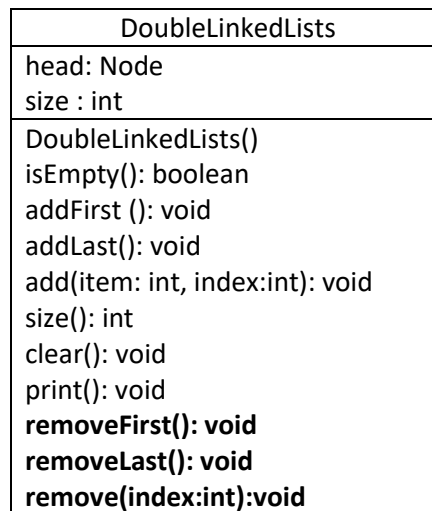 DoubleLinkedLists
head: Node
size : int
DoubleLinkedLists()
isEmpty(): boolean
addFirst (): void
addLast(): void
add(item: int, index:int): void
size(): int
clear(): void
print(): void
removeFirst(): void
removeLast(): void
remove(index:int):void